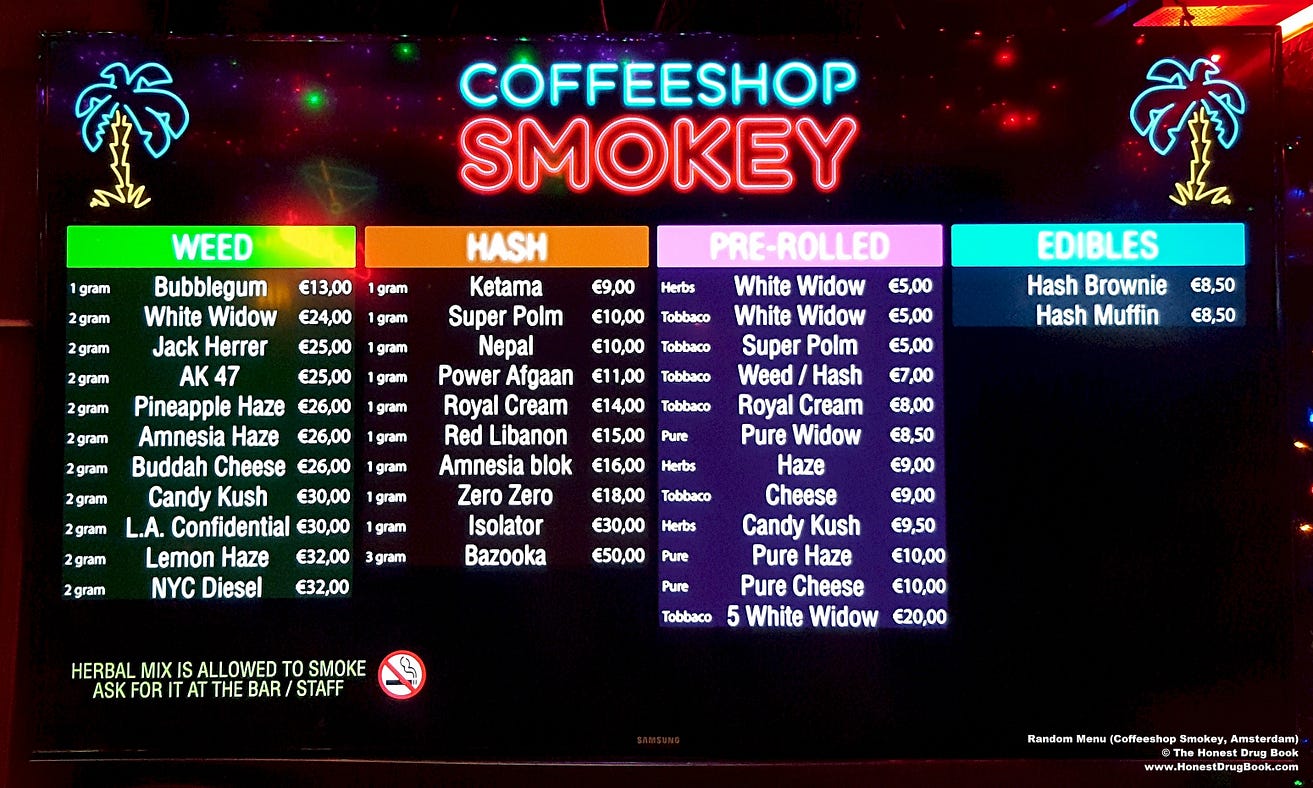 COFFEESHOP
SMOKEY
WEED
1 gram Bubblegum €13,00
2 gram White Widow €24,00
2 gram Jack Herrer €25,00
2 gram AK 47 €25,00
2 gram Pineapple Haze €26,00
2 gram Amnesia Haze €26,00
2 gram Buddah Cheese €26,00
2 gram Candy Kush €30,00
2 gram L.A. Confidential €30,00
2 gram Lemon Haze €32,00
2 gram NYC Diesel €32,00
HASH
1 gram Ketama €9,00
1 gram Super Polm €10,00
1 gram Nepal €10,00
1 gram Power Afgaan €11,00
1 gram Royal Cream €14,00
1 gram Red Libanon €15,00
1 gram Amnesia blok €16,00
1 gram Zero Zero €18,00
1 gram Isolator €30,00
3 gram Bazooka €50,00
PRE-ROLLED
Herbs White Widow €5,00
Tobbaco White Widow €5,00
Tobbaco Super Polm €5,00
Tobbaco Weed / Hash €7,00
Tobbaco Royal Cream €8,00
Pure Pure Widow €8,50
Herbs Haze €9,00
Tobbaco Cheese €9,00
Herbs Candy Kush €9,50
Pure Pure Haze €10,00
Pure Pure Cheese €10,00
Tobbaco 5 White Widow €20,00
EDIBLES
Hash Brownie €8,50
Hash Muffin €8,50
HERBAL MIX IS ALLOWED TO SMOKE
ASK FOR IT AT THE BAR / STAFF
SAMSUNG
Random Menu (Coffeeshop Smokey, Amsterdam)
© The Honest Drug Book
www.HonestDrugBook.com